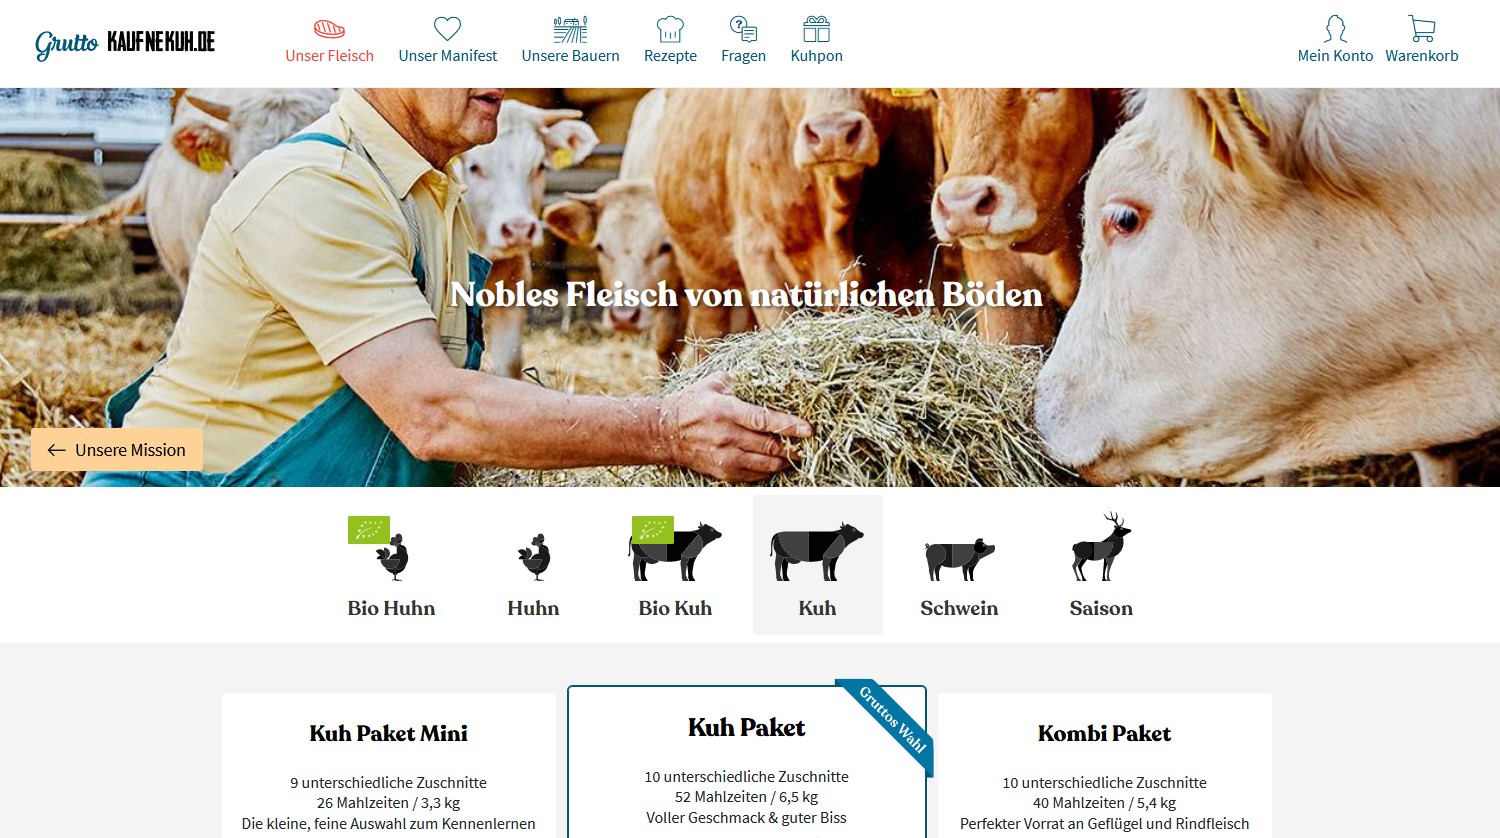 Grutto KAUFNEKUH.DE
Unser Fleisch
Unser Manifest
Unsere Bauern
Rezepte
Fragen
Kuhpon
Mein Konto
Warenkorb
Nobles Fleisch von natürlichen Böden
← Unsere Mission
Bio Huhn
Huhn
Bio Kuh
Kuh
Schwein
Saison
Kuh Paket Mini
9 unterschiedliche Zuschnitte
26 Mahlzeiten / 3,3 kg
Die kleine, feine Auswahl zum Kennenlernen
Gruttos Wahl
Kuh Paket
10 unterschiedliche Zuschnitte
52 Mahlzeiten / 6,5 kg
Voller Geschmack & guter Biss
Kombi Paket
10 unterschiedliche Zuschnitte
40 Mahlzeiten / 5,4 kg
Perfekter Vorrat an Geflügel und Rindfleisch